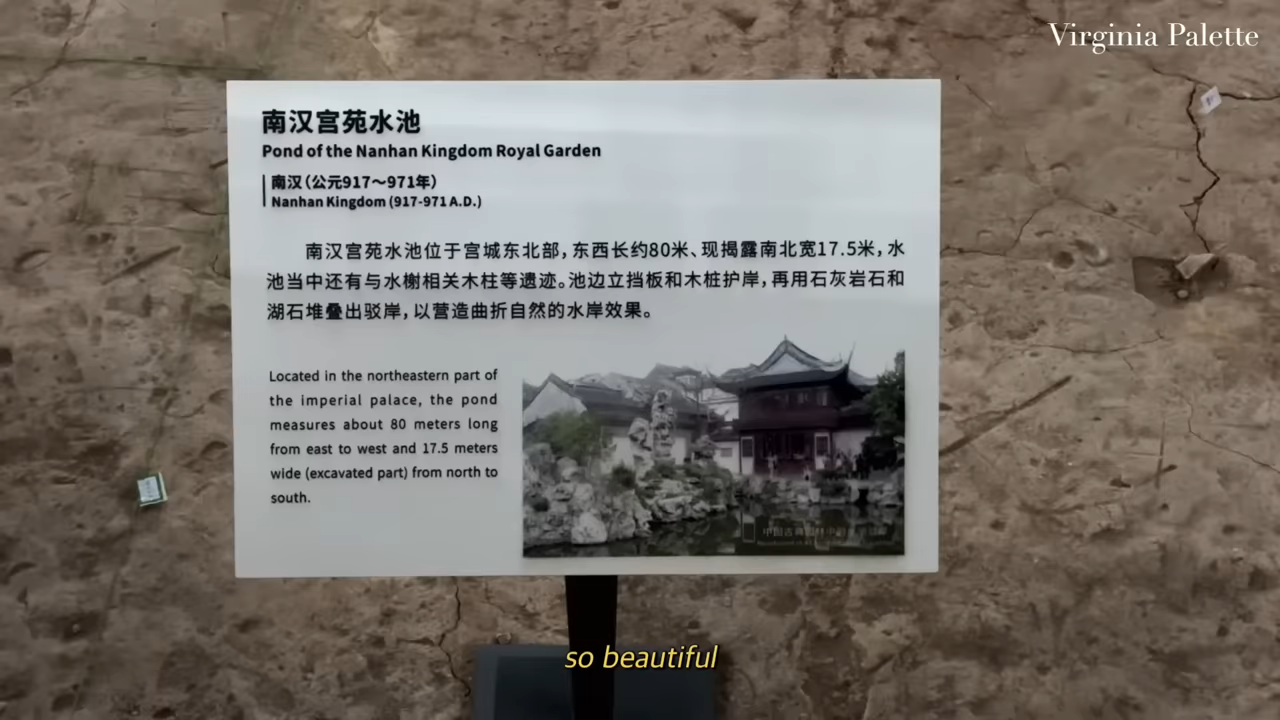 Virginia Palette
南汉宫苑水池
Pond of the Nanhan Kingdom Royal Garden
南汉（公元917～971年）
Nanhan Kingdom (917-971 A.D.)
南汉宫苑水池位于宫城东北部，东西长约80米、现揭露南北宽17.5米，水
池当中还有与水榭相关木柱等遗迹。池边立挡板和木桩护岸，再用石灰岩石和
湖石堆叠出驳岸，以营造曲折自然的水岸效果。
Located in the northeastern part of
the imperial palace, the pond
measures about 80 meters long
from east to west and 17.5 meters
wide (excavated part) from north to
south.
so beautiful